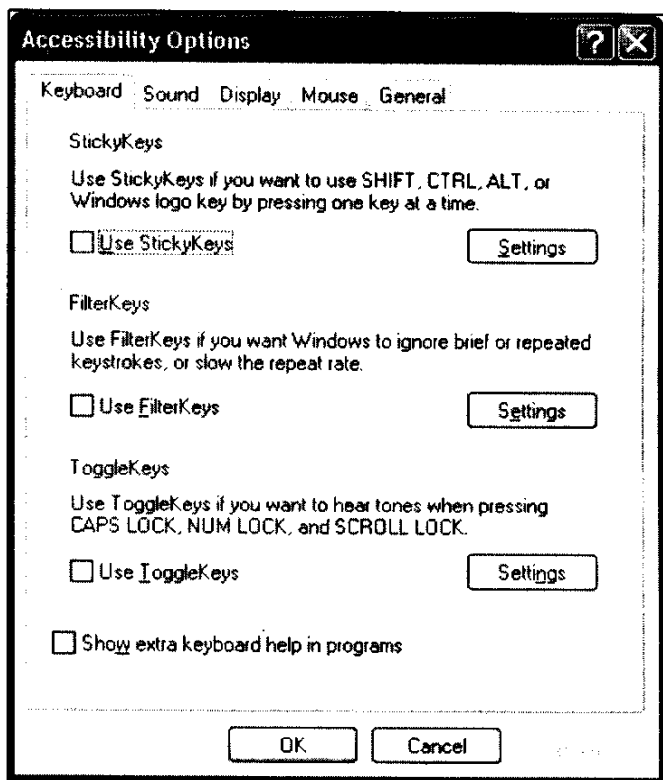 Accessibility Options
Keyboard Sound Display Mouse General
StickyKeys
Use StickyKeys if you want to use SHIFT, CTRL, ALT, or
Windows logo key by pressing one key at a time.
Use StickyKeys Settings
FilterKeys
Use FilterKeys if you want Windows to ignore brief or repeated
keystrokes, or slow the repeat rate.
Use FilterKeys Settings
ToggleKeys
Use ToggleKeys if you want to hear tones when pressing
CAPS LOCK, NUM LOCK, and SCROLL LOCK.
Use ToggleKeys Settings
Show extra keyboard help in programs
OK Cancel